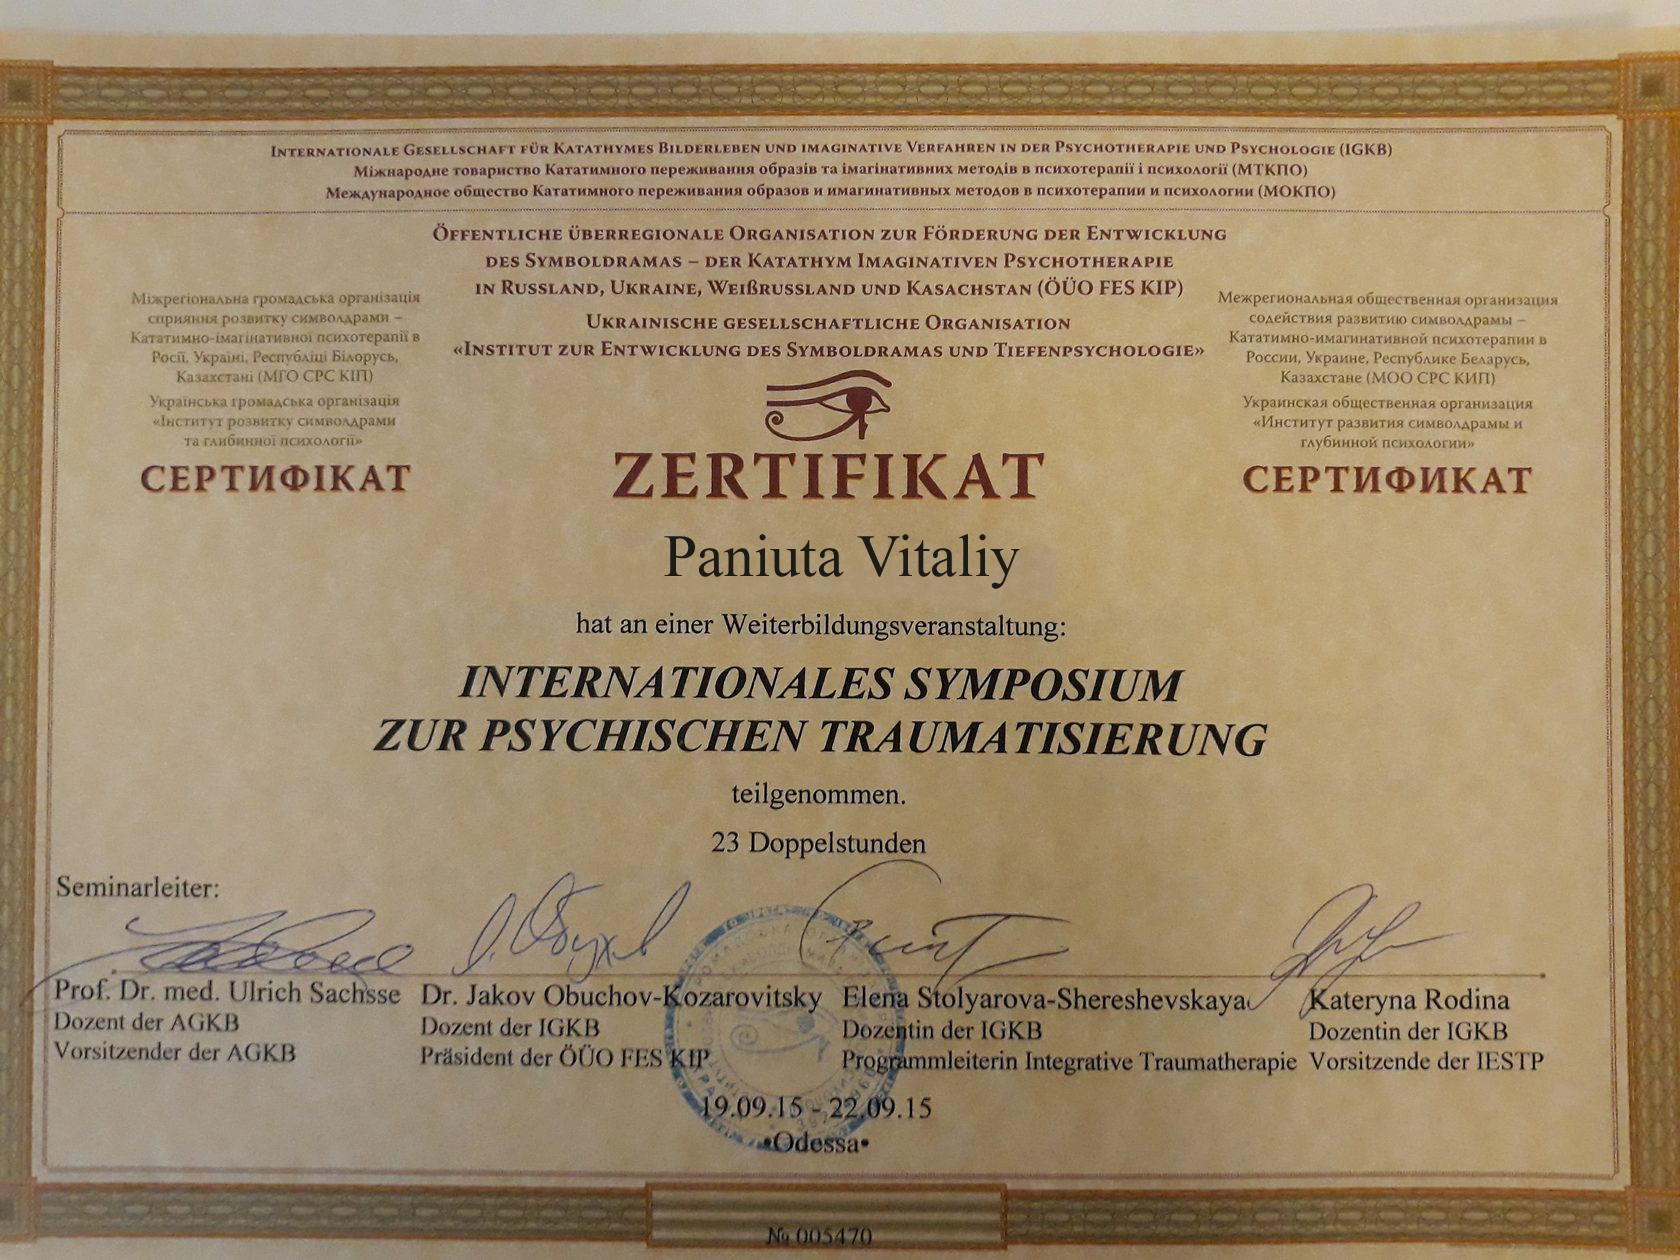 Internationale Gesellschaft für Katathymes Bilderleben und imaginative Verfahren in der Psychotherapie und Psychologie (IGKB)
Міжнародне товариство Кататимного переживання образів та імагінативних методів в психотерапії і психології (МТКПО)
Международное общество Кататимного переживания образов и имагинативных методов в психотерапии и психологии (МОКПО)
Öffentliche überregionale Organisation zur Förderung der Entwicklung
des Symboldramas – der Katathym Imaginativen Psychotherapie
in Russland, Ukraine, Weißrussland und Kasachstan (ÖÜO FES KIP)
Ukrainische gesellschaftliche Organisation
«Institut zur Entwicklung des Symboldramas und Tiefenpsychologie»
Міжрегіональна громадська організація
сприяння розвитку символдрами –
Кататимно-імагінативної психотерапії в
Росії, Україні, Республіці Білорусь,
Казахстані (МГО СРС КІП)
Українська громадська організація
«Інститут розвитку символдрами
та глибинної психології»
СЕРТИФІКАТ
Межрегиональная общественная организация
содействия развитию символдрамы –
Кататимно-имагинативной психотерапии в
России, Украине, Республике Беларусь,
Казахстане (МОО СРС КИП)
Украинская общественная организация
«Институт развития символдрамы и
глубинной психологии»
СЕРТИФИКАТ
ZERTIFIKAT
Paniuta Vitaliy
hat an einer Weiterbildungsveranstaltung:
INTERNATIONALES SYMPOSIUM
ZUR PSYCHISCHEN TRAUMATISIERUNG
teilgenommen.
23 Doppelstunden
Seminarleiter:
Prof. Dr. med. Ulrich Sachsse
Dozent der AGKB
Vorsitzender der AGKB
Dr. Jakov Obuchov-Kozarovitsky
Dozent der IGKB
Präsident der ÖÜO FES KIP
Elena Stolyarova-Shereshevskaya
Dozentin der IGKB
Programmleiterin Integrative Traumatherapie
Kateryna Rodina
Dozentin der IGKB
Vorsitzende der IESTP
19.09.15 - 22.09.15
•Odessa•
№ 005470